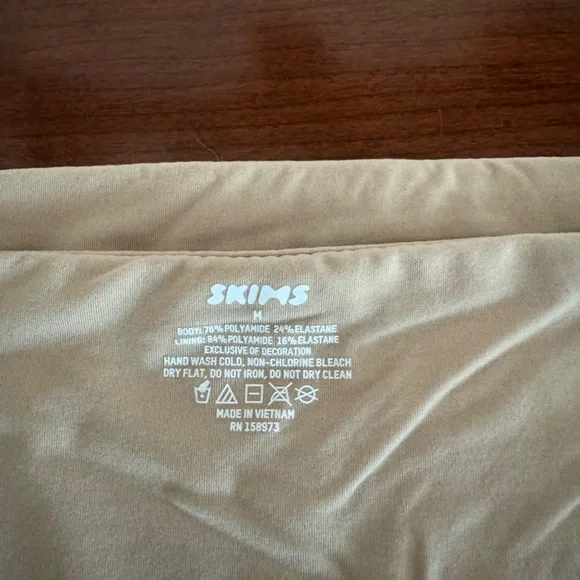 SKIMS
M
BODY: 76% POLYAMIDE 24% ELASTANE
LINING: 84% POLYAMIDE 16% ELASTANE
EXCLUSIVE OF DECORATION
HAND WASH COLD, NON-CHLORINE BLEACH
DRY FLAT, DO NOT IRON, DO NOT DRY CLEAN
MADE IN VIETNAM
RN 158973